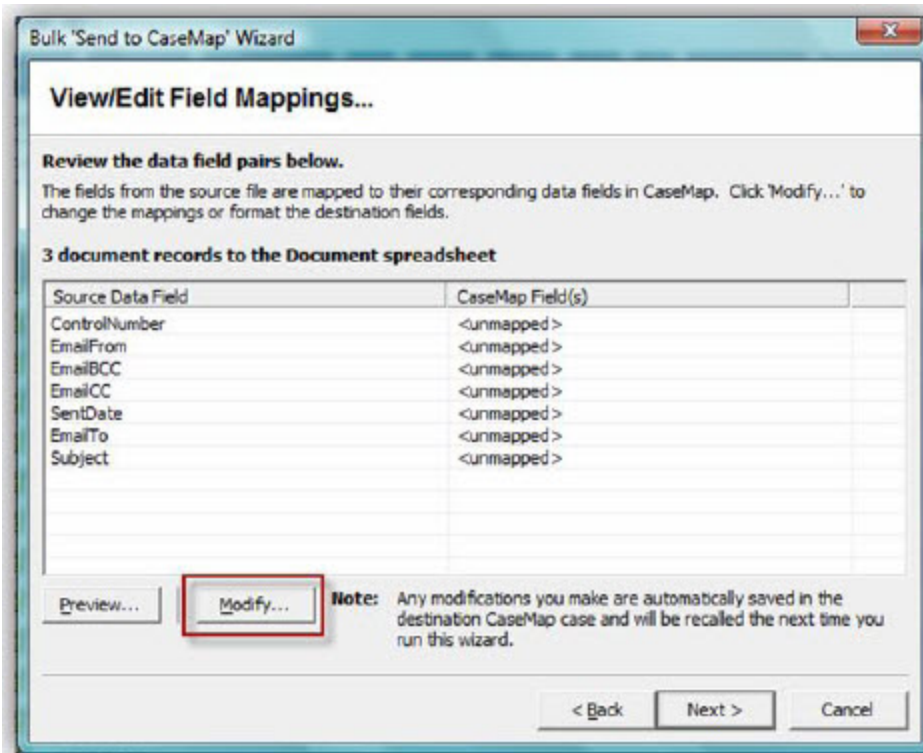 Bulk 'Send to CaseMap' Wizard
View/Edit Field Mappings...
Review the data field pairs below.
The fields from the source file are mapped to their corresponding data fields in CaseMap. Click 'Modify...' to
change the mappings or format the destination fields.
3 document records to the Document spreadsheet
Source Data Field CaseMap Field(s)
ControlNumber <unmapped>
EmailFrom <unmapped>
EmailBCC <unmapped>
EmailCC <unmapped>
SentDate <unmapped>
EmailTo <unmapped>
Subject <unmapped>
Preview... Modify... Note: Any modifications you make are automatically saved in the
destination CaseMap case and will be recalled the next time you
run this wizard.
< Back Next > Cancel